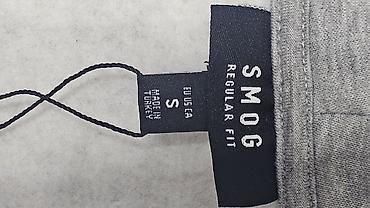 SMOG
REGULAR FIT
EU US CA
S
MADE IN
TURKEY